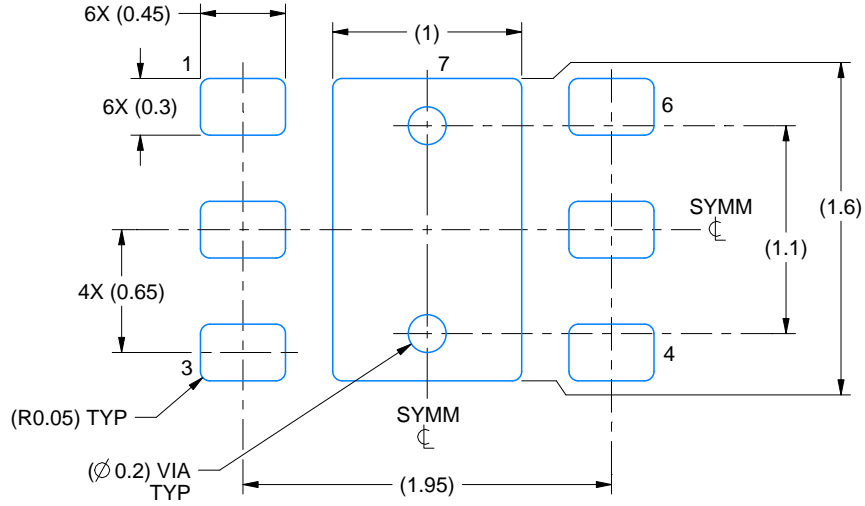 6X (0.45)
(1)
1
7
6X (0.3)
6
SYMM
℄
(1.6)
(1.1)
4X (0.65)
3
4
(R0.05) TYP
SYMM
℄
(∅ 0.2) VIA
TYP
(1.95)